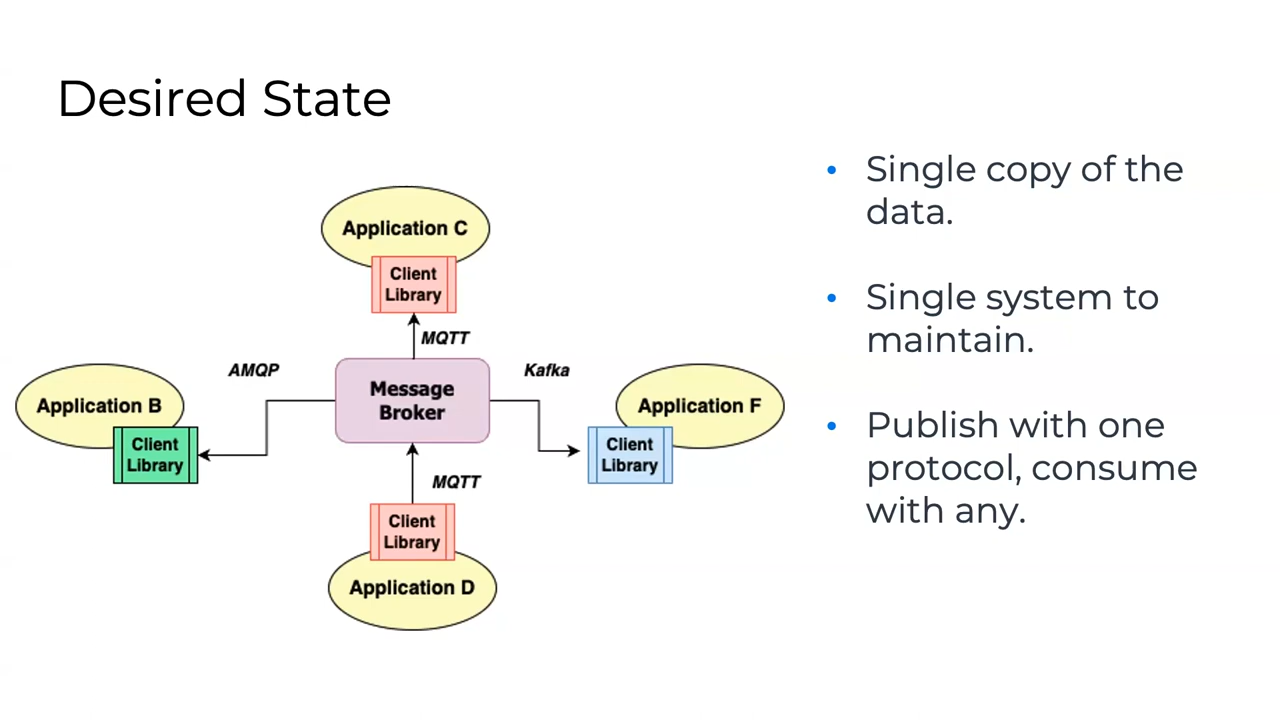 Desired State
Application C
Client
Library
MQTT
AMQP
Message
Broker
Kafka
Application B
Client
Library
Application F
Client
Library
MQTT
Client
Library
Application D
• Single copy of the
data.
• Single system to
maintain.
• Publish with one
protocol, consume
with any.